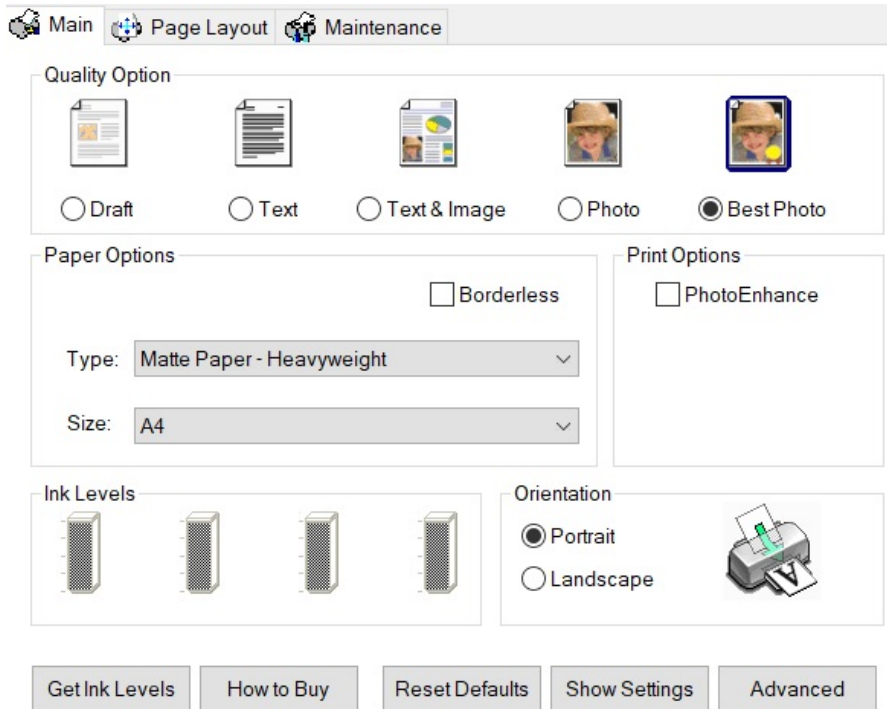 Main Page Layout Maintenance
Quality Option
Draft Text Text & Image Photo Best Photo
Paper Options Print Options
Borderless PhotoEnhance
Type: Matte Paper - Heavyweight
Size: A4
Ink Levels Orientation
Portrait
Landscape
A
Get Ink Levels How to Buy Reset Defaults Show Settings Advanced